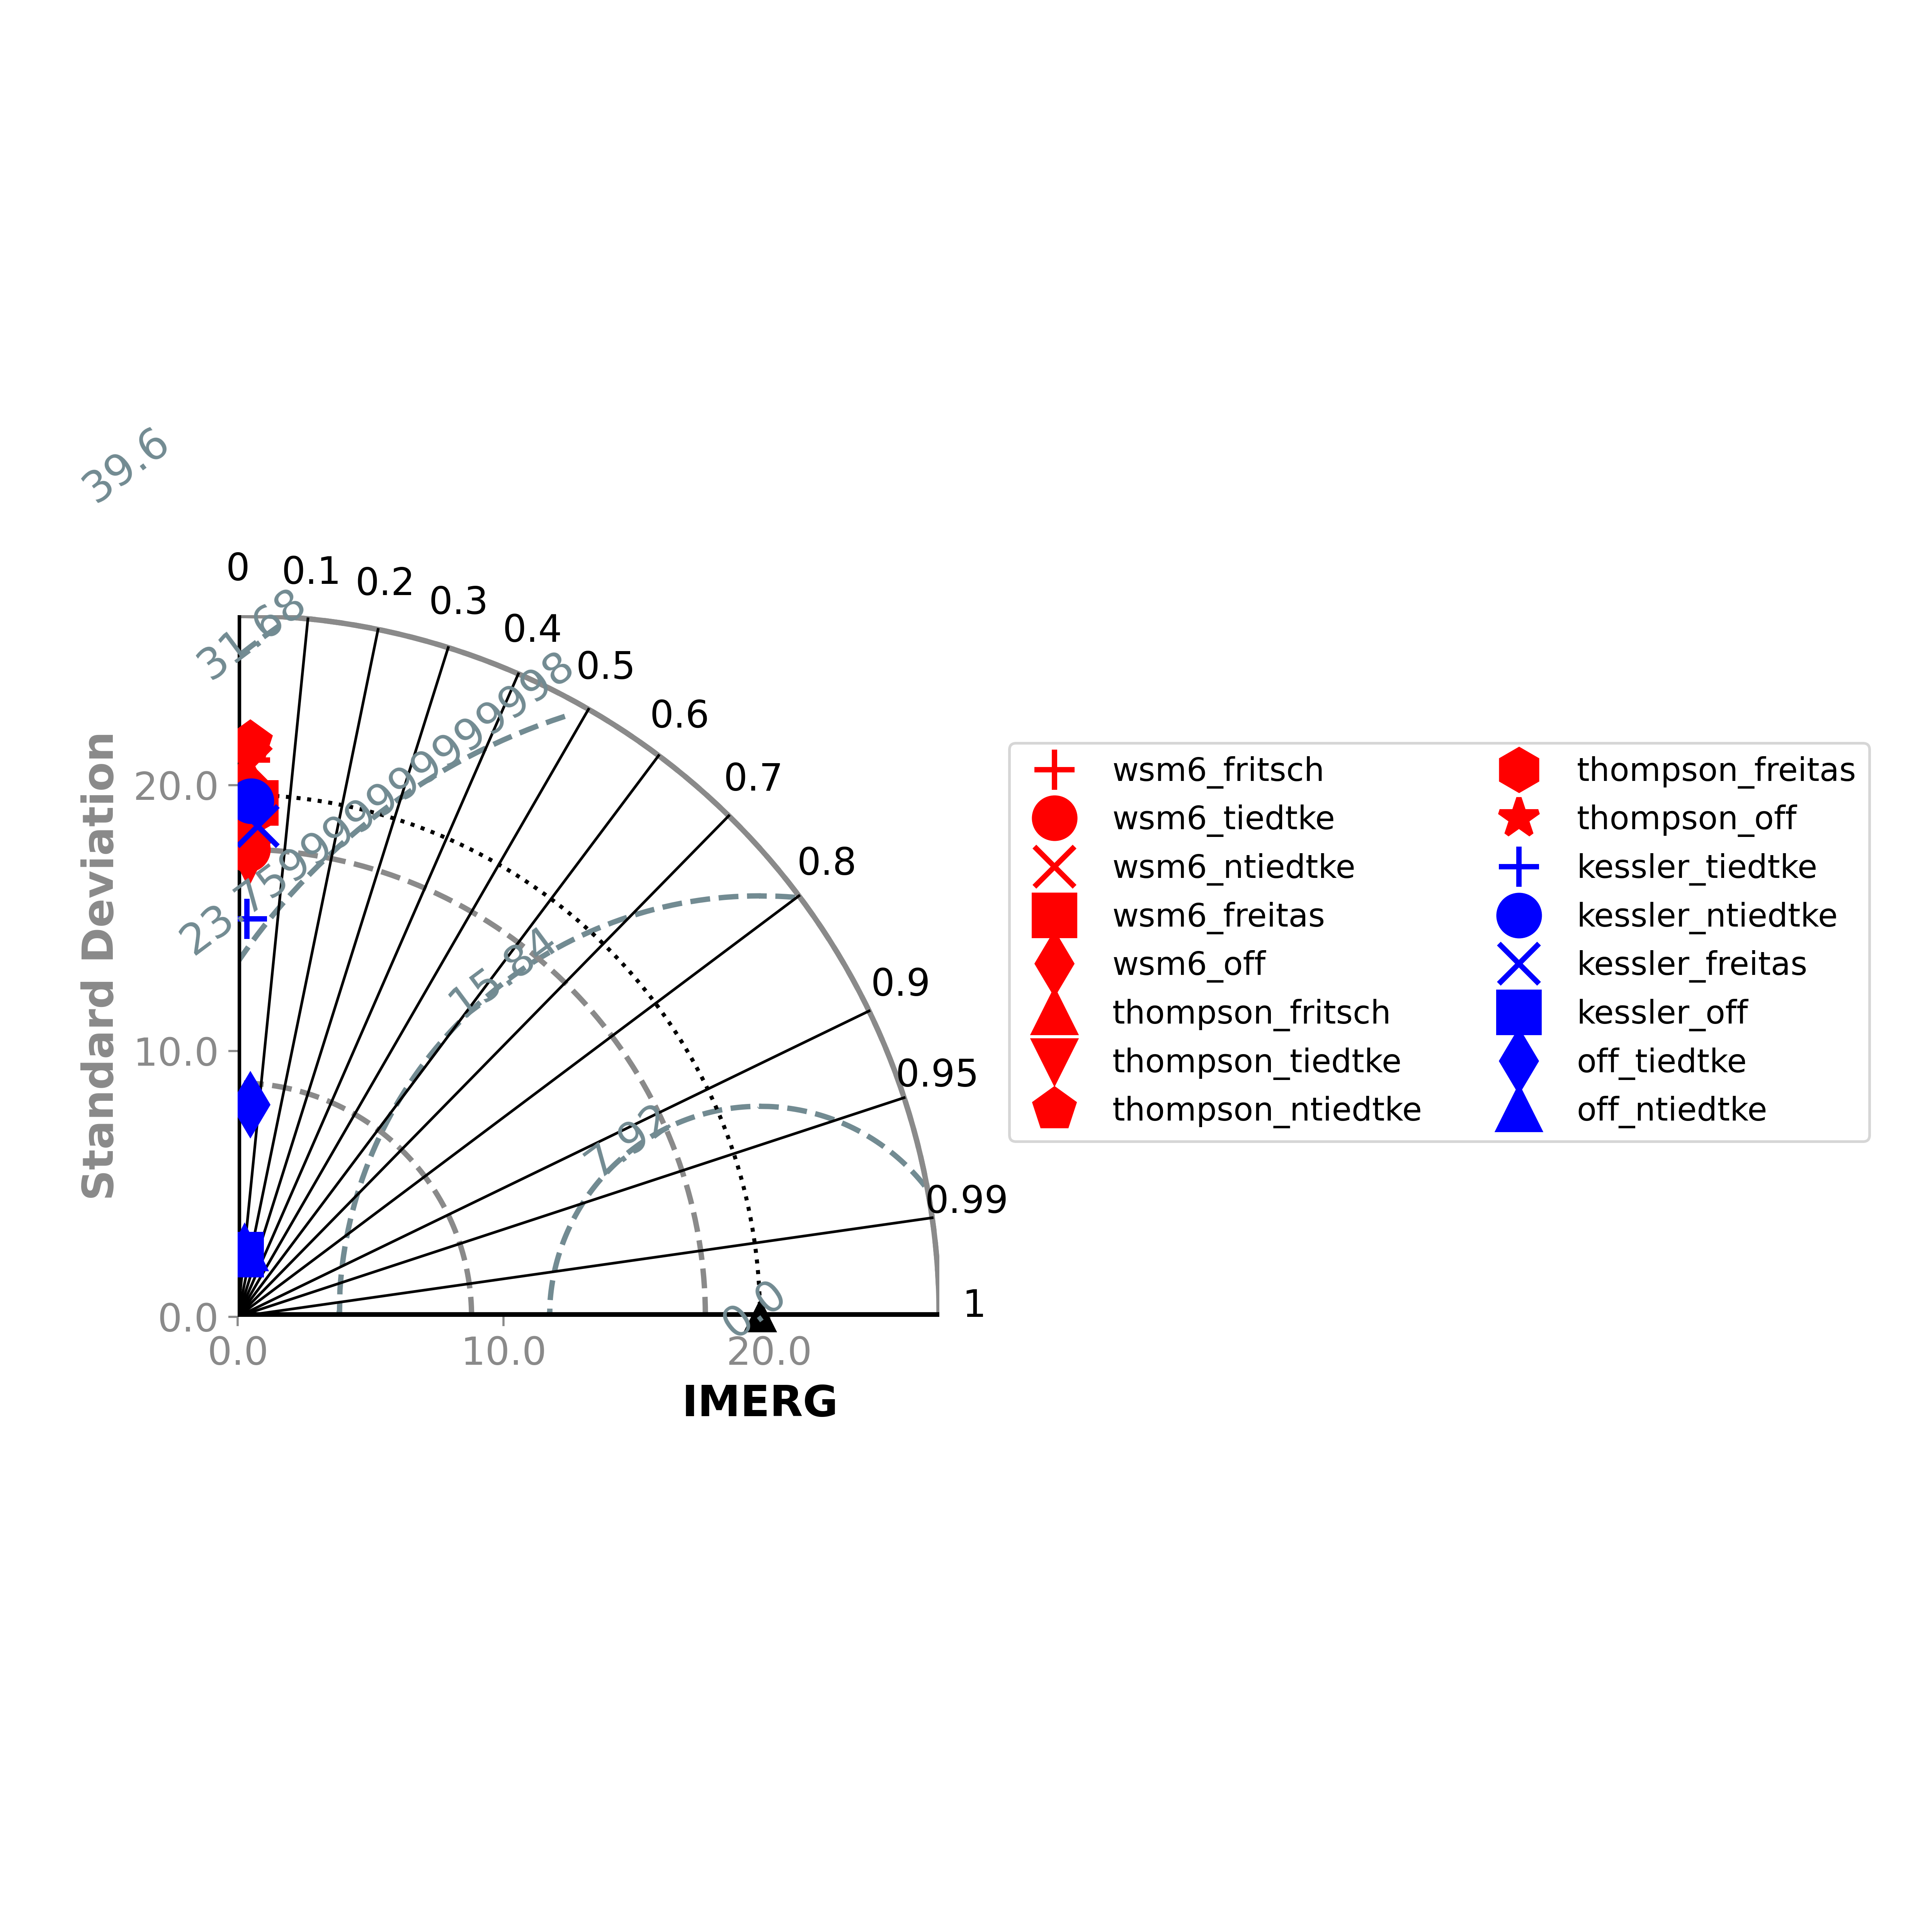 39.6
0
0.1
0.2
0.3
0.4
0.5
0.6
0.7
0.8
0.9
0.95
0.99
1
31.68
23.759999999999998
15.84
7.92
0.0
Standard Deviation
20.0
10.0
0.0
0.0
10.0
20.0
IMERG
wsm6_fritsch
wsm6_tiedtke
wsm6_ntiedtke
wsm6_freitas
wsm6_off
thompson_fritsch
thompson_tiedtke
thompson_ntiedtke
thompson_freitas
thompson_off
kessler_tiedtke
kessler_ntiedtke
kessler_freitas
kessler_off
off_tiedtke
off_ntiedtke